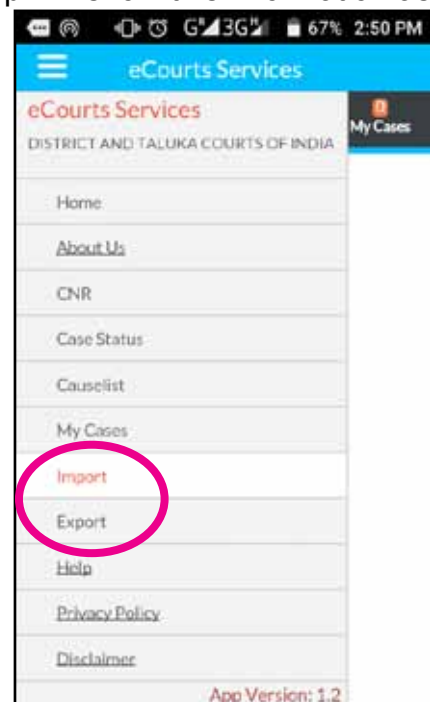 G 3G 67% 2:50 PM
eCourts Services
eCourts Services
DISTRICT AND TALUKA COURTS OF INDIA
My Cases
Home
About Us
CNR
Case Status
Causelist
My Cases
Import
Export
Help
Privacy Policy
Disclaimer
App Version: 1.2